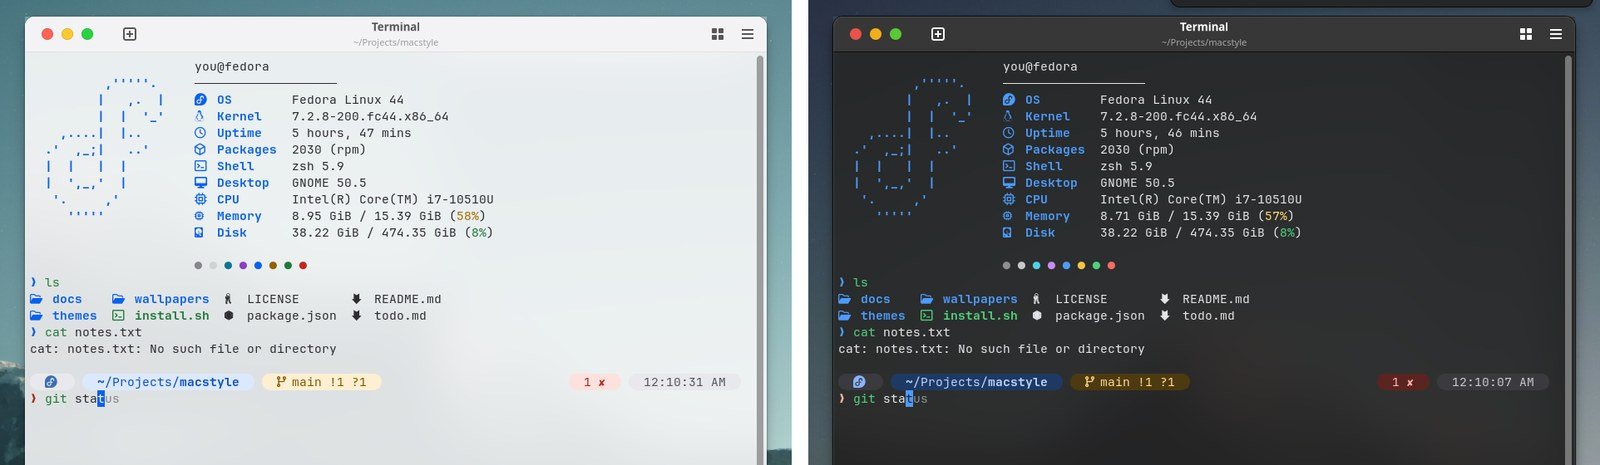 Terminal
~/Projects/macstyle
you@fedora
OS Fedora Linux 44
Kernel 7.2.8-200.fc44.x86_64
Uptime 5 hours, 47 mins
Packages 2030 (rpm)
Shell zsh 5.9
Desktop GNOME 50.5
CPU Intel(R) Core(TM) i7-10510U
Memory 8.95 GiB / 15.39 GiB (58%)
Disk 38.22 GiB / 474.35 GiB (8%)
❯ ls
docs wallpapers LICENSE README.md
themes install.sh package.json todo.md
❯ cat notes.txt
cat: notes.txt: No such file or directory
~/Projects/macstyle main !1 ?1 1 ✘ 12:10:31 AM
❯ git status
Terminal
~/Projects/macstyle
you@fedora
OS Fedora Linux 44
Kernel 7.2.8-200.fc44.x86_64
Uptime 5 hours, 46 mins
Packages 2030 (rpm)
Shell zsh 5.9
Desktop GNOME 50.5
CPU Intel(R) Core(TM) i7-10510U
Memory 8.71 GiB / 15.39 GiB (57%)
Disk 38.22 GiB / 474.35 GiB (8%)
❯ ls
docs wallpapers LICENSE README.md
themes install.sh package.json todo.md
❯ cat notes.txt
cat: notes.txt: No such file or directory
~/Projects/macstyle main !1 ?1 1 ✘ 12:10:07 AM
❯ git status